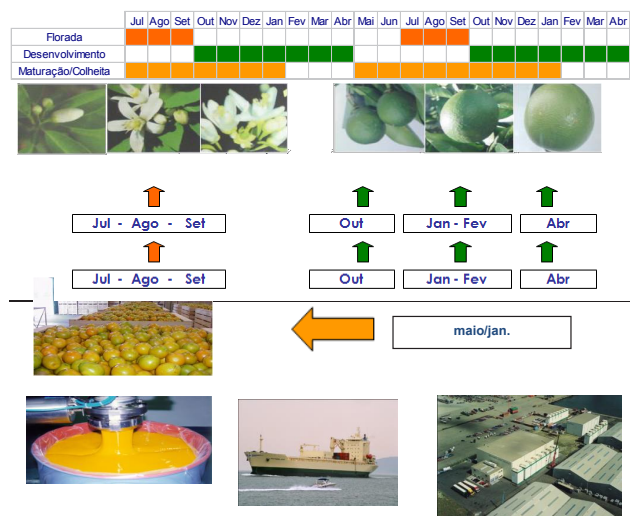 Jul Ago Set Out Nov Dez Jan Fev Mar Abr Mai Jun Jul Ago Set Out Nov Dez Jan Fev Mar Abr
Florada
Desenvolvimento
Maturação/Colheita
Jul - Ago - Set
Out
Jan - Fev
Abr
Jul - Ago - Set
Out
Jan - Fev
Abr
maio/jan.